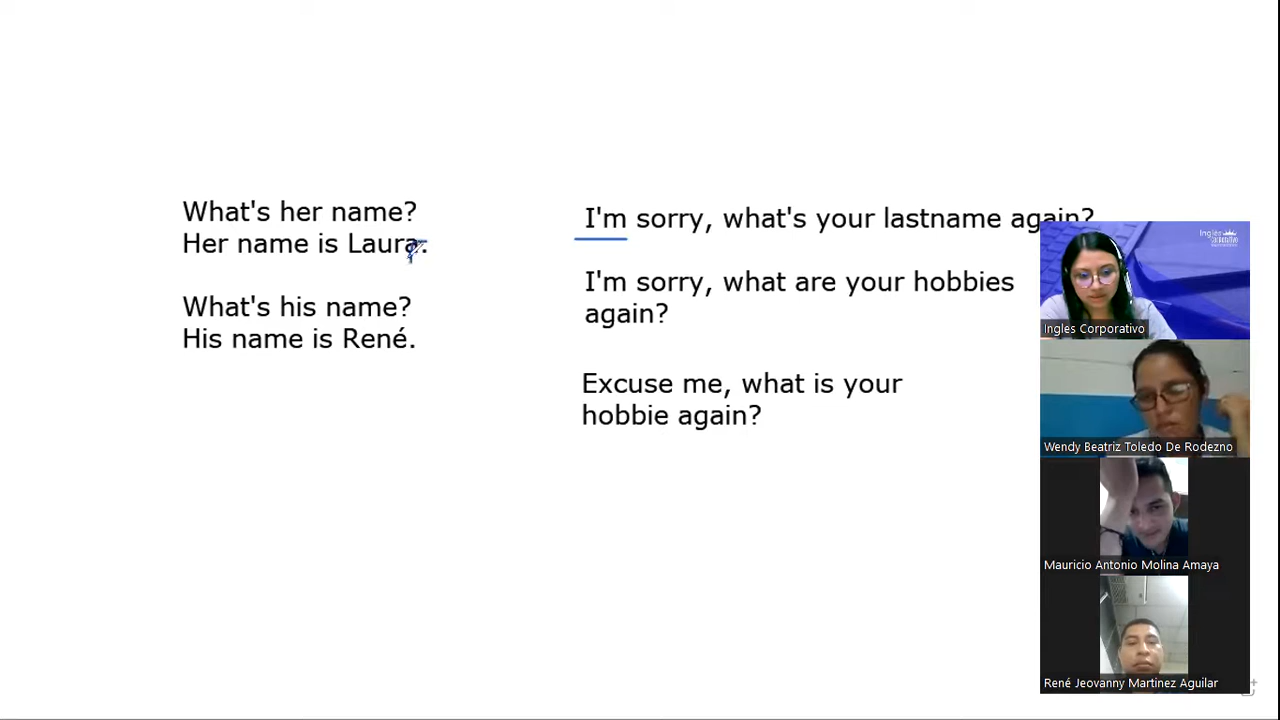 What's her name?
Her name is Laura.
What's his name?
His name is René.
I'm sorry, what's your lastname again?
I'm sorry, what are your hobbies
again?
Excuse me, what is your
hobbie again?
Inglés
Corporativo
Ingles Corporativo
Wendy Beatriz Toledo De Rodezno
Mauricio Antonio Molina Amaya
René Jeovanny Martinez Aguilar